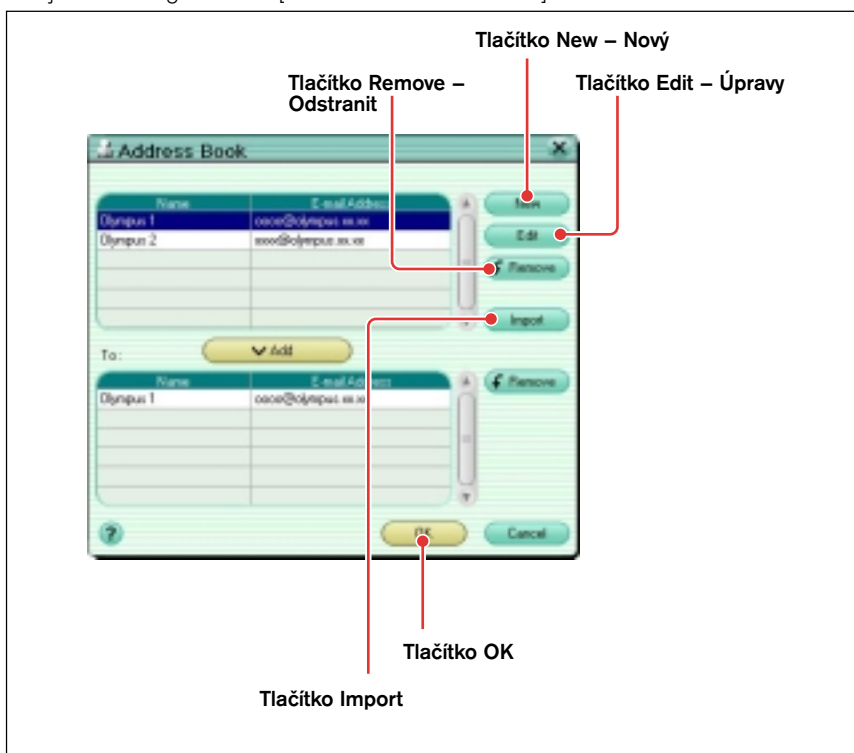 Tlačítko New – Nový
Tlačítko Remove –
Odstranit
Tlačítko Edit – Úpravy
Address Book
Name E-mail Address
Olympus 1
Olympus 2
New
Edit
Remove
Import
To: Add
Name E-mail Address
Olympus 1
Remove
? OK Cancel
Tlačítko OK
Tlačítko Import